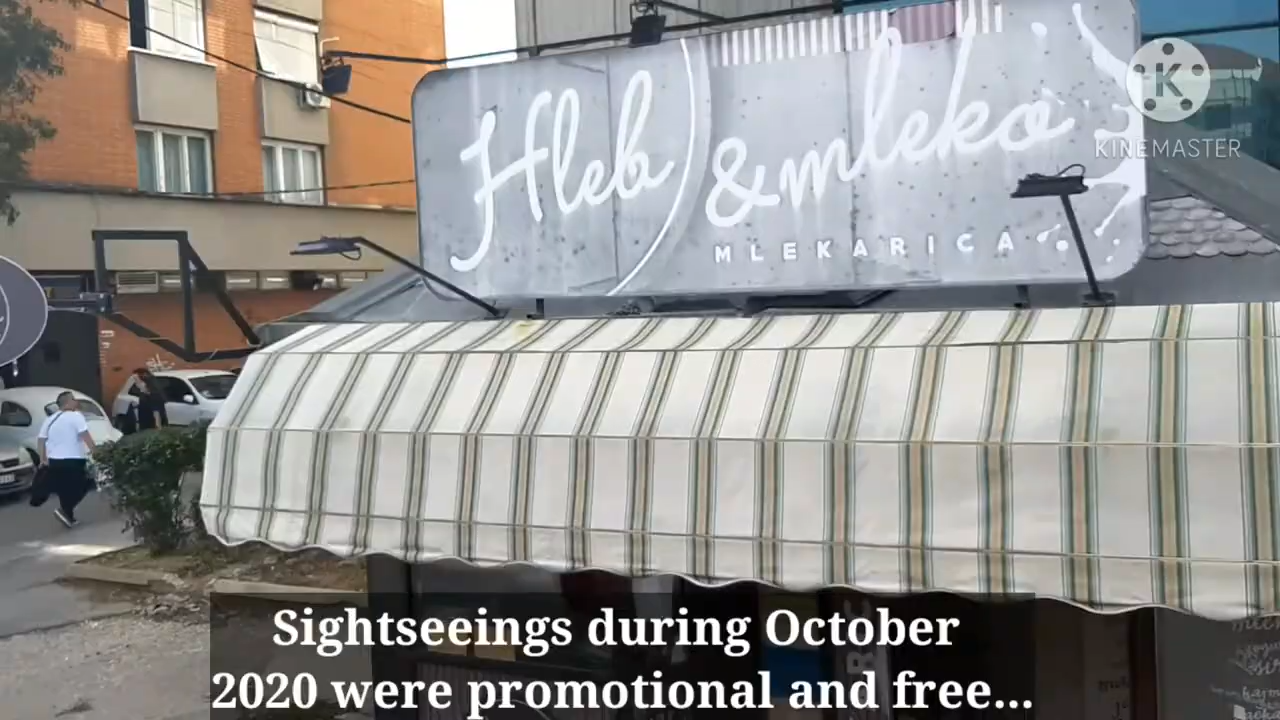 Hleb & mleko
MLEKARICA
K
KINEMASTER
Sightseeings during October
2020 were promotional and free...